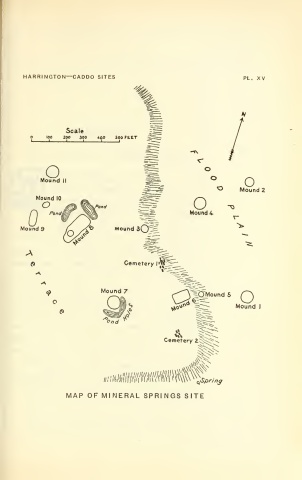 HARRINGTON—CADDO SITES
PL. XV
Scale
0 100 200 300 400 500 FEET
N
FLOOD PLAIN
Mound 11
Mound 10
Pond
Pond
Mound 9
Mound 8
Mound 2
Mound 4
Mound 3
Terrace
Cemetery 1
Mound 7
Pond
Mound 6
Mound 5
Mound 1
Cemetery 2
Spring
MAP OF MINERAL SPRINGS SITE